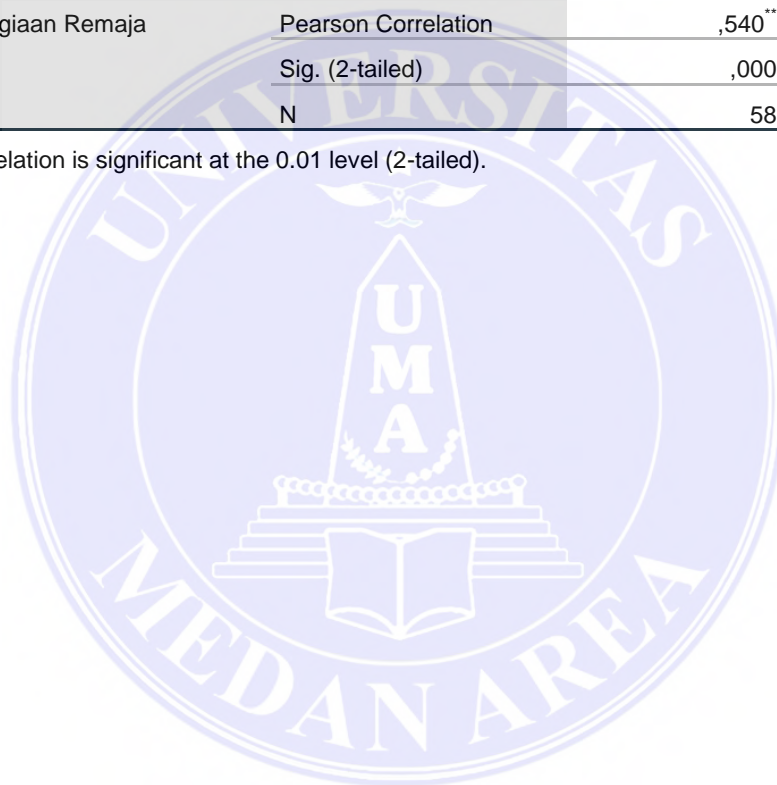 giaan Remaja Pearson Correlation ,540**
Sig. (2-tailed) ,000
N 58
elation is significant at the 0.01 level (2-tailed).
UNIVERSITAS
U
M
A
MEDAN AREA